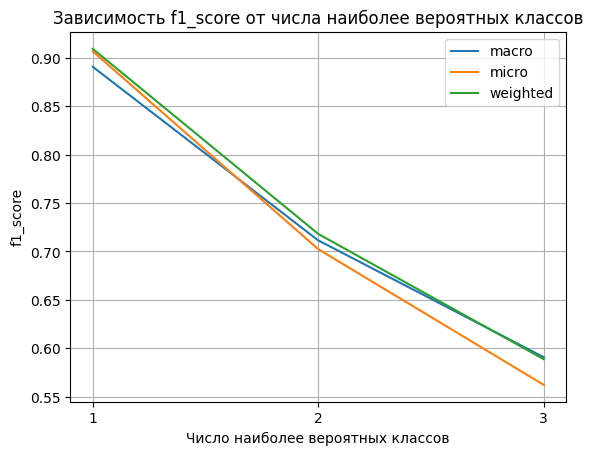 Зависимость f1_score от числа наиболее вероятных классов
macro
micro
weighted
f1_score
0.90
0.85
0.80
0.75
0.70
0.65
0.60
0.55
1
2
3
Число наиболее вероятных классов